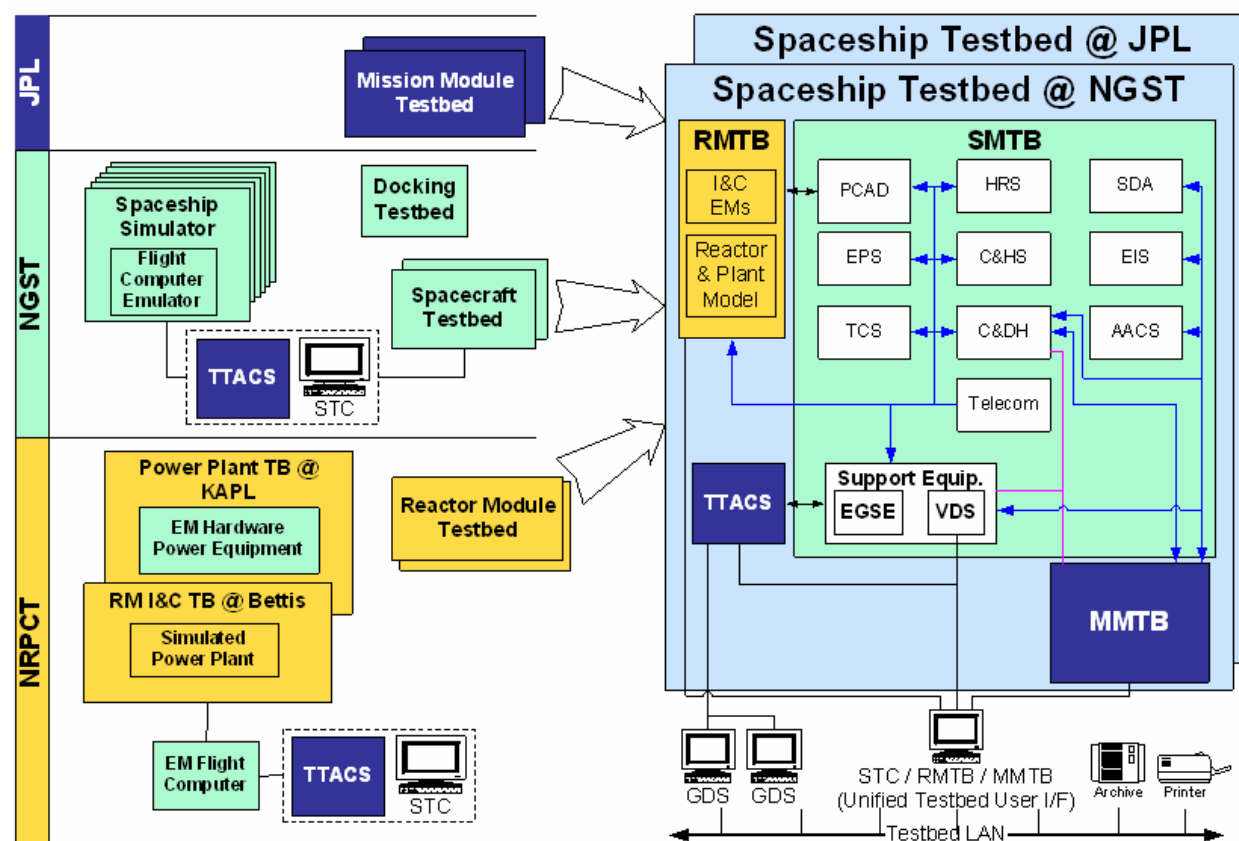 JPL
Mission Module
Testbed
NGST
Spaceship
Simulator
Flight
Computer
Emulator
Docking
Testbed
Spacecraft
Testbed
TTACS
STC
NRPCT
Power Plant TB @
KAPL
EM Hardware
Power Equipment
RM I&C TB @ Bettis
Simulated
Power Plant
Reactor Module
Testbed
EM Flight
Computer
TTACS
STC
Spaceship Testbed @ JPL
Spaceship Testbed @ NGST
RMTB
I&C
EMs
Reactor
& Plant
Model
SMTB
PCAD
HRS
SDA
EPS
C&HS
EIS
TCS
C&DH
AACS
Telecom
Support Equip.
EGSE
VDS
TTACS
MMTB
GDS
GDS
STC / RMTB / MMTB
(Unified Testbed User I/F)
Archive
Printer
Testbed LAN